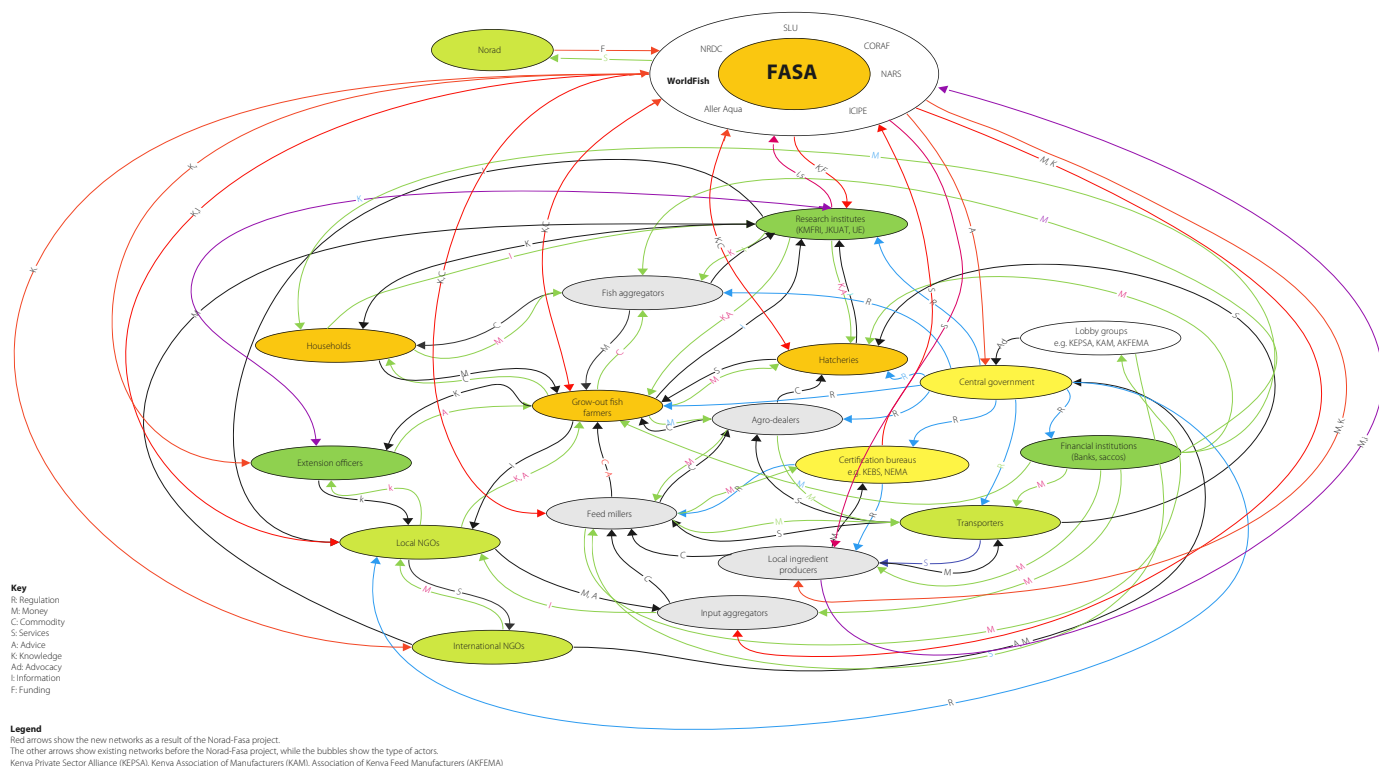 SLU
NRDC
CORAF
Norad
F
S
FASA
WorldFish
NARS
Aller Aqua
ICIPE
M
M,K
K
I,s
K,F
K
M
Research institutes
(KMFRI, JKUAT, UE)
K,I
K,C
K,C
A
K
I
K
K
K,C
Fish aggregators
M
S
R
R
S
M
K,A
K,A
I
S
C
M
M
C
Households
Hatcheries
Lobby groups
e.g. KEPSA, KAM, AKFEMA
Ad
M
C
S
M
R
Central government
K
R
Grow-out fish
farmers
A
M
C
C
Agro-dealers
R
R
R
M,K
M,I
Extension officers
I
K,A
C
M
C
M
R
Certification bureaus
e.g. KEBS, NEMA
R
Financial institutions
(Banks, saccos)
k
k
M
M
S
M
Feed millers
M
S
R
Transporters
Local NGOs
C
M
Local ingredient
producers
S
M
M
M
M
S
M, A
C
I
Input aggregators
M
S
A,M
International NGOs
R
Key
R: Regulation
M: Money
C: Commodity
S: Services
A: Advice
K: Knowledge
Ad: Advocacy
I: Information
F: Funding
Legend
Red arrows show the new networks as a result of the Norad-Fasa project.
The other arrows show existing networks before the Norad-Fasa project, while the bubbles show the type of actors.
Kenya Private Sector Alliance (KEPSA), Kenya Association of Manufacturers (KAM), Association of Kenya Feed Manufacturers (AKFEMA)